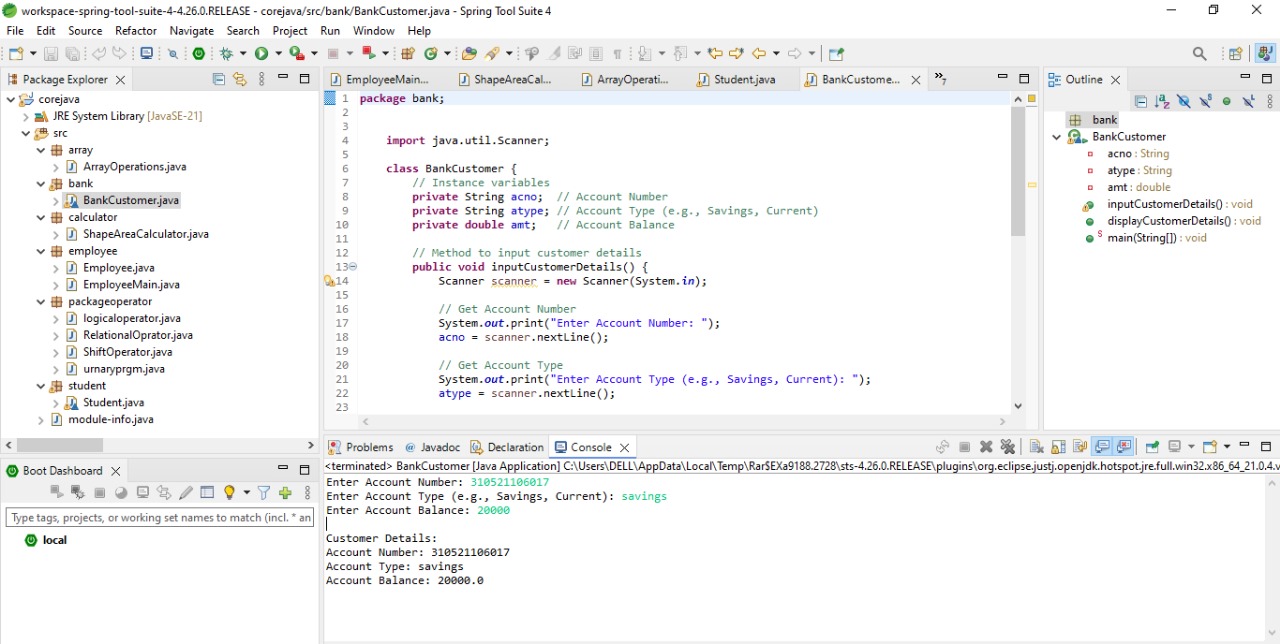 workspace-spring-tool-suite-4-4.26.0.RELEASE - corejava/src/bank/BankCustomer.java - Spring Tool Suite 4
File Edit Source Refactor Navigate Search Project Run Window Help
Package Explorer
corejava
JRE System Library [JavaSE-21]
src
array
ArrayOperations.java
bank
BankCustomer.java
calculator
ShapeAreaCalculator.java
employee
Employee.java
EmployeeMain.java
packageoperator
logicaloperator.java
RelationalOprator.java
ShiftOperator.java
urnaryprgm.java
student
Student.java
module-info.java
Boot Dashboard
Type tags, projects, or working set names to match (incl. * an
local
EmployeeMain... ShapeAreaCal... ArrayOperati... Student.java BankCustome... »7
1 package bank;
2
3
4 import java.util.Scanner;
5
6 class BankCustomer {
7 // Instance variables
8 private String acno; // Account Number
9 private String atype; // Account Type (e.g., Savings, Current)
10 private double amt; // Account Balance
11
12 // Method to input customer details
13 public void inputCustomerDetails() {
14 Scanner scanner = new Scanner(System.in);
15
16 // Get Account Number
17 System.out.print("Enter Account Number: ");
18 acno = scanner.nextLine();
19
20 // Get Account Type
21 System.out.print("Enter Account Type (e.g., Savings, Current): ");
22 atype = scanner.nextLine();
23
Outline
bank
BankCustomer
acno : String
atype : String
amt : double
inputCustomerDetails() : void
displayCustomerDetails() : void
main(String[]) : void
Problems Javadoc Declaration Console
<terminated> BankCustomer [Java Application] C:\Users\DELL\AppData\Local\Temp\Rar$EXa9188.2728\sts-4.26.0.RELEASE\plugins\org.eclipse.justj.openjdk.hotspot.jre.full.win32.x86_64_21.0.4.v
Enter Account Number: 310521106017
Enter Account Type (e.g., Savings, Current): savings
Enter Account Balance: 20000
Customer Details:
Account Number: 310521106017
Account Type: savings
Account Balance: 20000.0